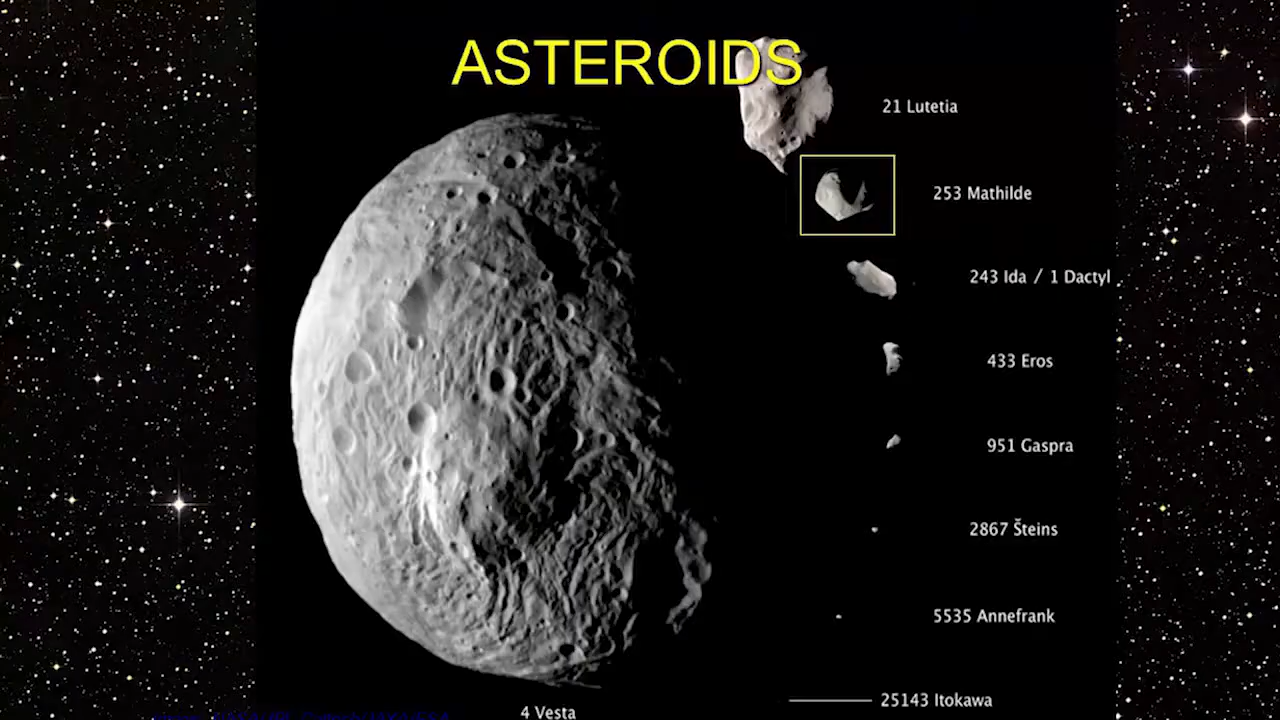 ASTEROIDS
21 Lutetia
253 Mathilde
243 Ida / 1 Dactyl
433 Eros
951 Gaspra
2867 Šteins
5535 Annefrank
25143 Itokawa
4 Vesta